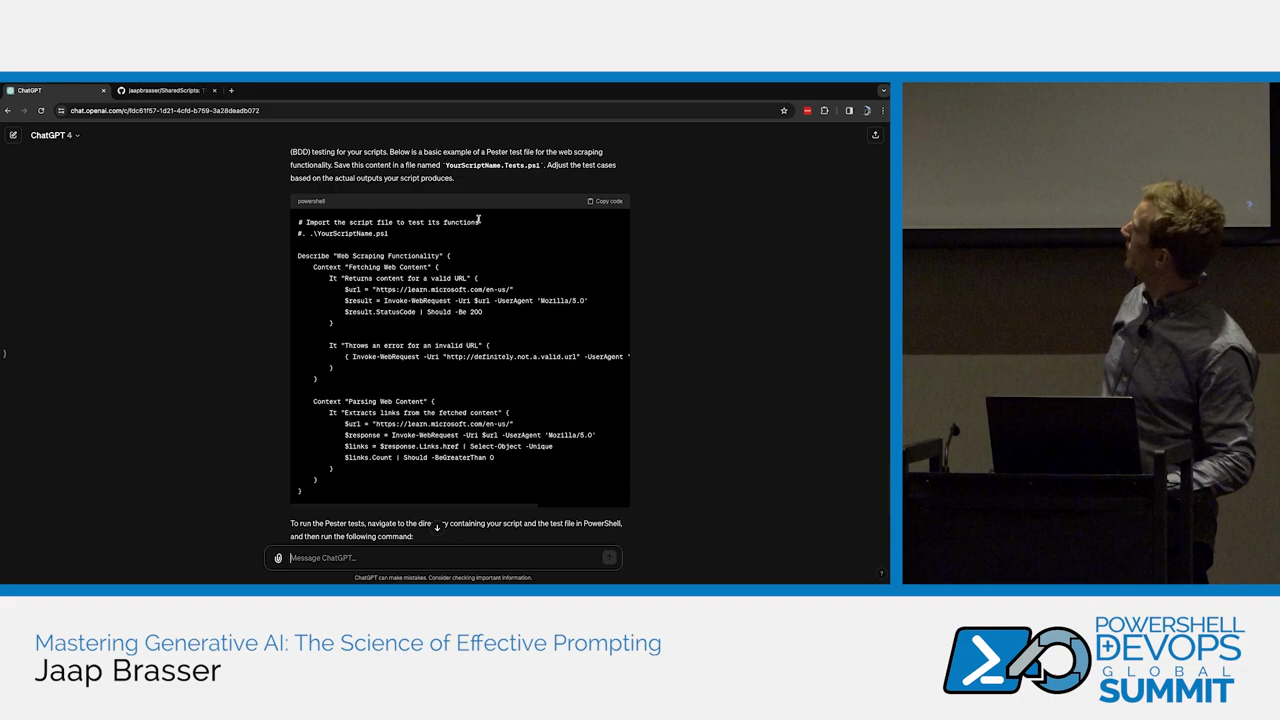 ChatGPT
jaapbrasser/SharedScripts: T
chat.openai.com/c/fdc61f57-1d21-4cfd-b759-3a28deadb072
ChatGPT 4
(BDD) testing for your scripts. Below is a basic example of a Pester test file for the web scraping
functionality. Save this content in a file named `YourScriptName.Tests.ps1`. Adjust the test cases
based on the actual outputs your script produces.
powershell
Copy code
# Import the script file to test its functions
#. .\YourScriptName.ps1
Describe "Web Scraping Functionality" {
Context "Fetching Web Content" {
It "Returns content for a valid URL" {
$url = "https://learn.microsoft.com/en-us/"
$result = Invoke-WebRequest -Uri $url -UserAgent 'Mozilla/5.0'
$result.StatusCode | Should -Be 200
}
It "Throws an error for an invalid URL" {
{ Invoke-WebRequest -Uri "http://definitely.not.a.valid.url" -UserAgent '
}
}
}
Context "Parsing Web Content" {
It "Extracts links from the fetched content" {
$url = "https://learn.microsoft.com/en-us/"
$response = Invoke-WebRequest -Uri $url -UserAgent 'Mozilla/5.0'
$links = $response.Links.href | Select-Object -Unique
$links.Count | Should -BeGreaterThan 0
}
}
}
To run the Pester tests, navigate to the containing your script and the test file in PowerShell,
and then run the following command:
Message ChatGPT...
ChatGPT can make mistakes. Consider checking important information.
?
Mastering Generative AI: The Science of Effective Prompting
Jaap Brasser
POWERSHELL
DEVOPS
GLOBAL
SUMMIT